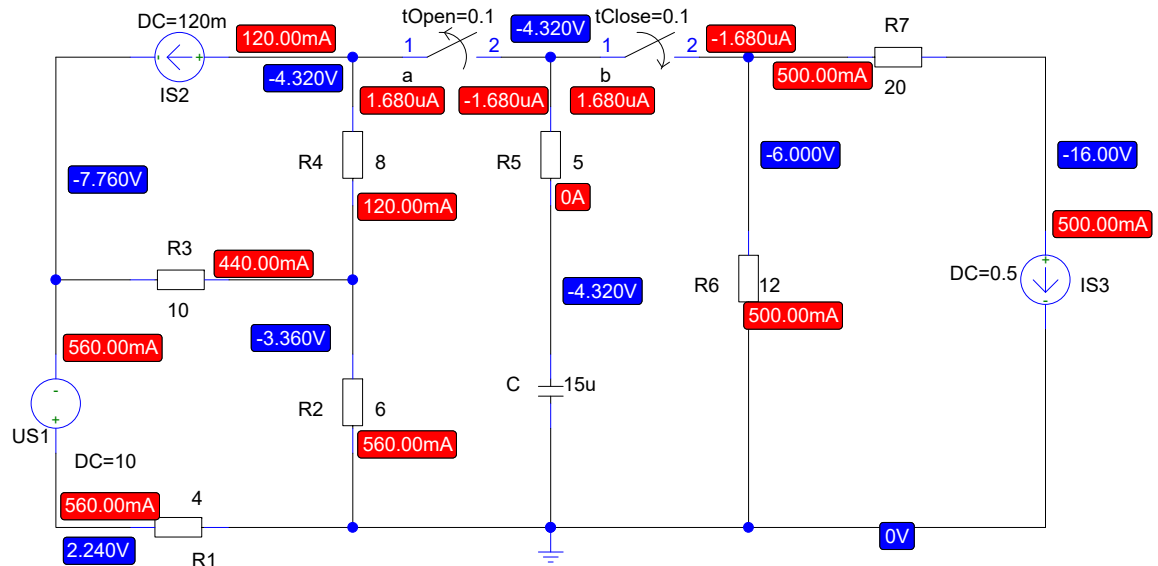 DC=120m
120.00mA
tOpen=0.1
-4.320V
tClose=0.1
-1.680uA
R7
1
2
1
2
-4.320V
IS2
a
b
500.00mA
20
1.680uA
-1.680uA
1.680uA
R4
8
R5
5
-6.000V
-16.00V
-7.760V
0A
120.00mA
500.00mA
R3
440.00mA
10
-4.320V
R6
12
DC=0.5
IS3
500.00mA
-3.360V
560.00mA
C
15u
R2
6
US1
560.00mA
DC=10
560.00mA
4
2.240V
R1
0V